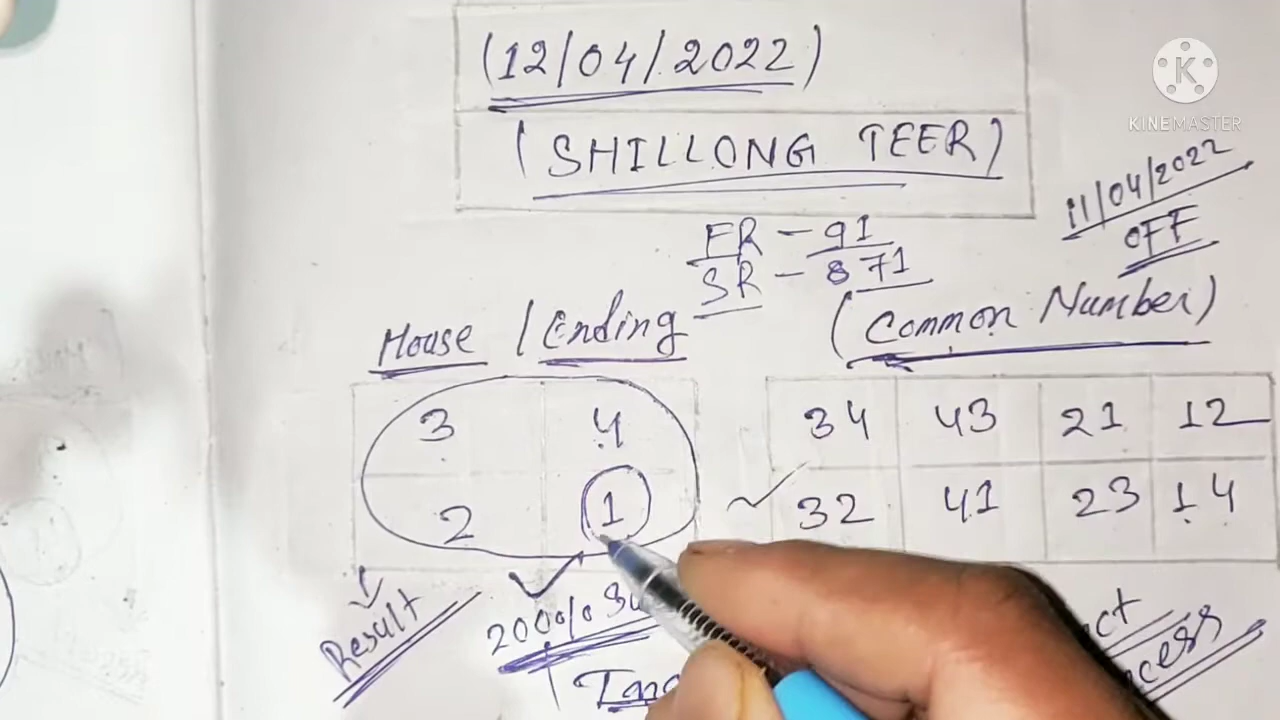 (12/04/2022)
KINEMASTER
(SHILLONG TEER)
11/04/2022
OFF
FR - 91
SR - 871
House / Ending
(Common Number)
3 4
2 1
34 43 21 12
32 41 23 14
Result
200%